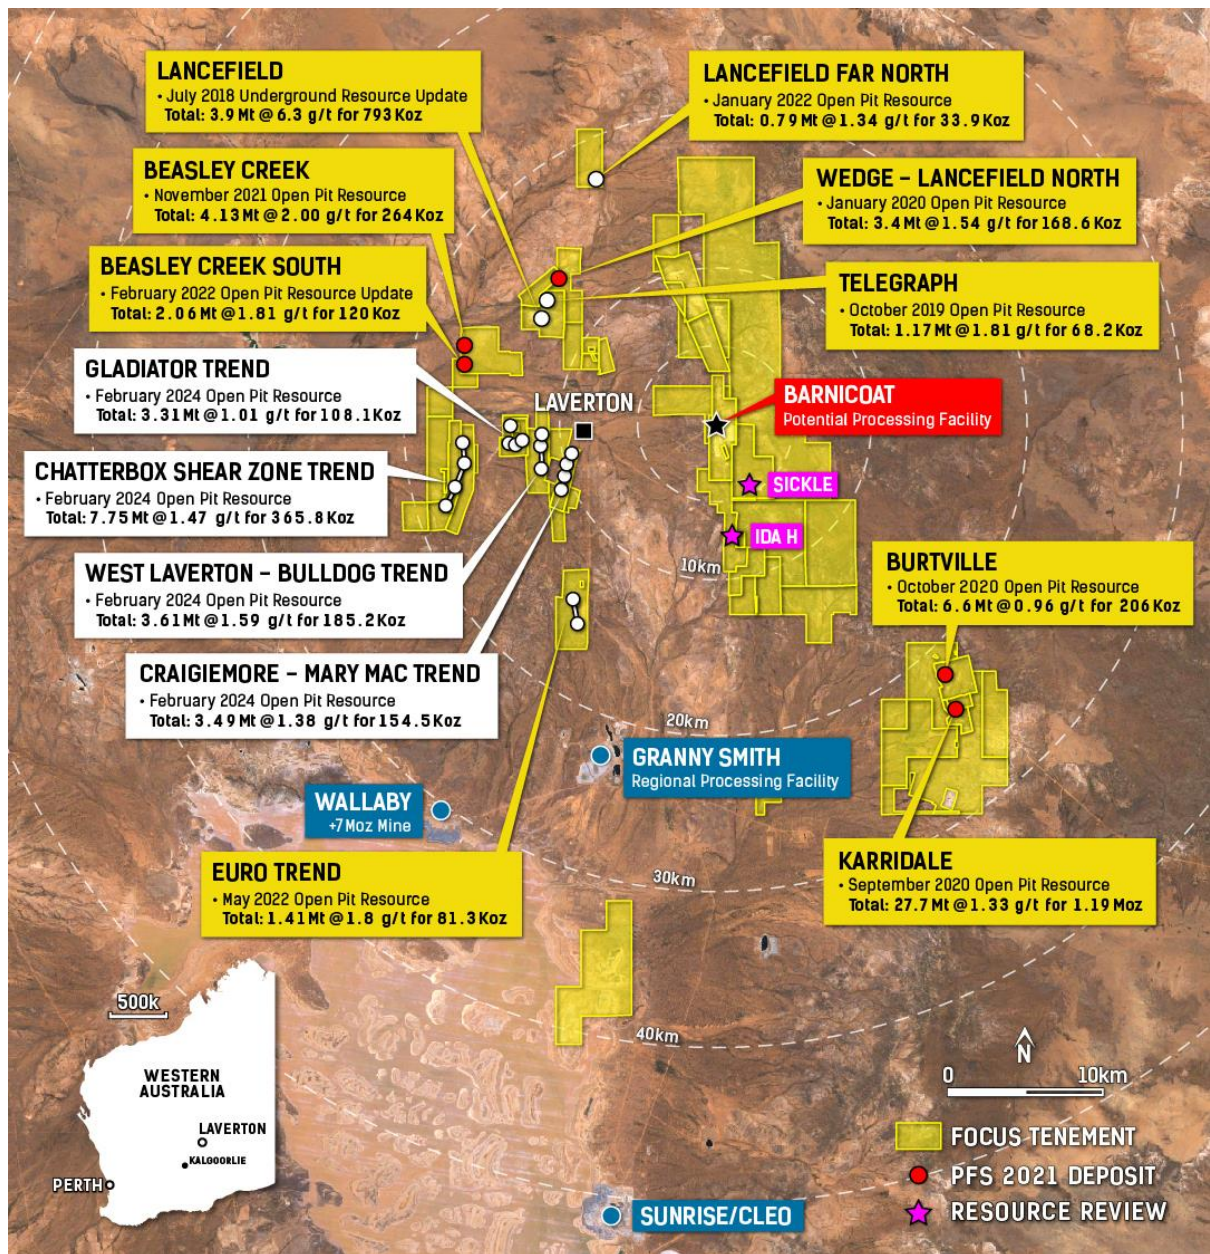 LANCEFIELD
• July 2018 Underground Resource Update
Total: 3.9 Mt @ 6.3 g/t for 793 Koz
LANCEFIELD FAR NORTH
• January 2022 Open Pit Resource
Total: 0.79 Mt @ 1.34 g/t for 33.9 Koz
BEASLEY CREEK
• November 2021 Open Pit Resource
Total: 4.13 Mt @ 2.00 g/t for 264 Koz
WEDGE – LANCEFIELD NORTH
• January 2020 Open Pit Resource
Total: 3.4 Mt @ 1.54 g/t for 168.6 Koz
BEASLEY CREEK SOUTH
• February 2022 Open Pit Resource Update
Total: 2.06 Mt @ 1.81 g/t for 120 Koz
TELEGRAPH
• October 2019 Open Pit Resource
Total: 1.17 Mt @ 1.81 g/t for 68.2 Koz
GLADIATOR TREND
• February 2024 Open Pit Resource
Total: 3.31 Mt @ 1.01 g/t for 108.1 Koz
LAVERTON
BARNICOAT
Potential Processing Facility
CHATTERBOX SHEAR ZONE TREND
• February 2024 Open Pit Resource
Total: 7.75 Mt @ 1.47 g/t for 365.8 Koz
SICKLE
IDA H
10km
WEST LAVERTON – BULLDOG TREND
• February 2024 Open Pit Resource
Total: 3.61 Mt @ 1.59 g/t for 185.2 Koz
BURTVILLE
• October 2020 Open Pit Resource
Total: 6.6 Mt @ 0.96 g/t for 206 Koz
CRAIGIEMORE – MARY MAC TREND
• February 2024 Open Pit Resource
Total: 3.49 Mt @ 1.38 g/t for 154.5 Koz
20km
GRANNY SMITH
Regional Processing Facility
WALLABY
+7 Moz Mine
EURO TREND
• May 2022 Open Pit Resource
Total: 1.41 Mt @ 1.8 g/t for 81.3 Koz
30km
KARRIDALE
• September 2020 Open Pit Resource
Total: 27.7 Mt @ 1.33 g/t for 1.19 Moz
40km
500k
WESTERN
AUSTRALIA
LAVERTON
KALGOORLIE
PERTH
N
0 10km
FOCUS TENEMENT
PFS 2021 DEPOSIT
RESOURCE REVIEW
SUNRISE/CLEO